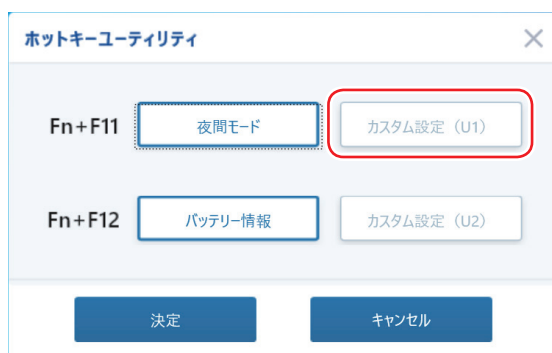 ホットキーユーティリティ
Fn+F11 夜間モード カスタム設定（U1）
Fn+F12 バッテリー情報 カスタム設定（U2）
決定 キャンセル